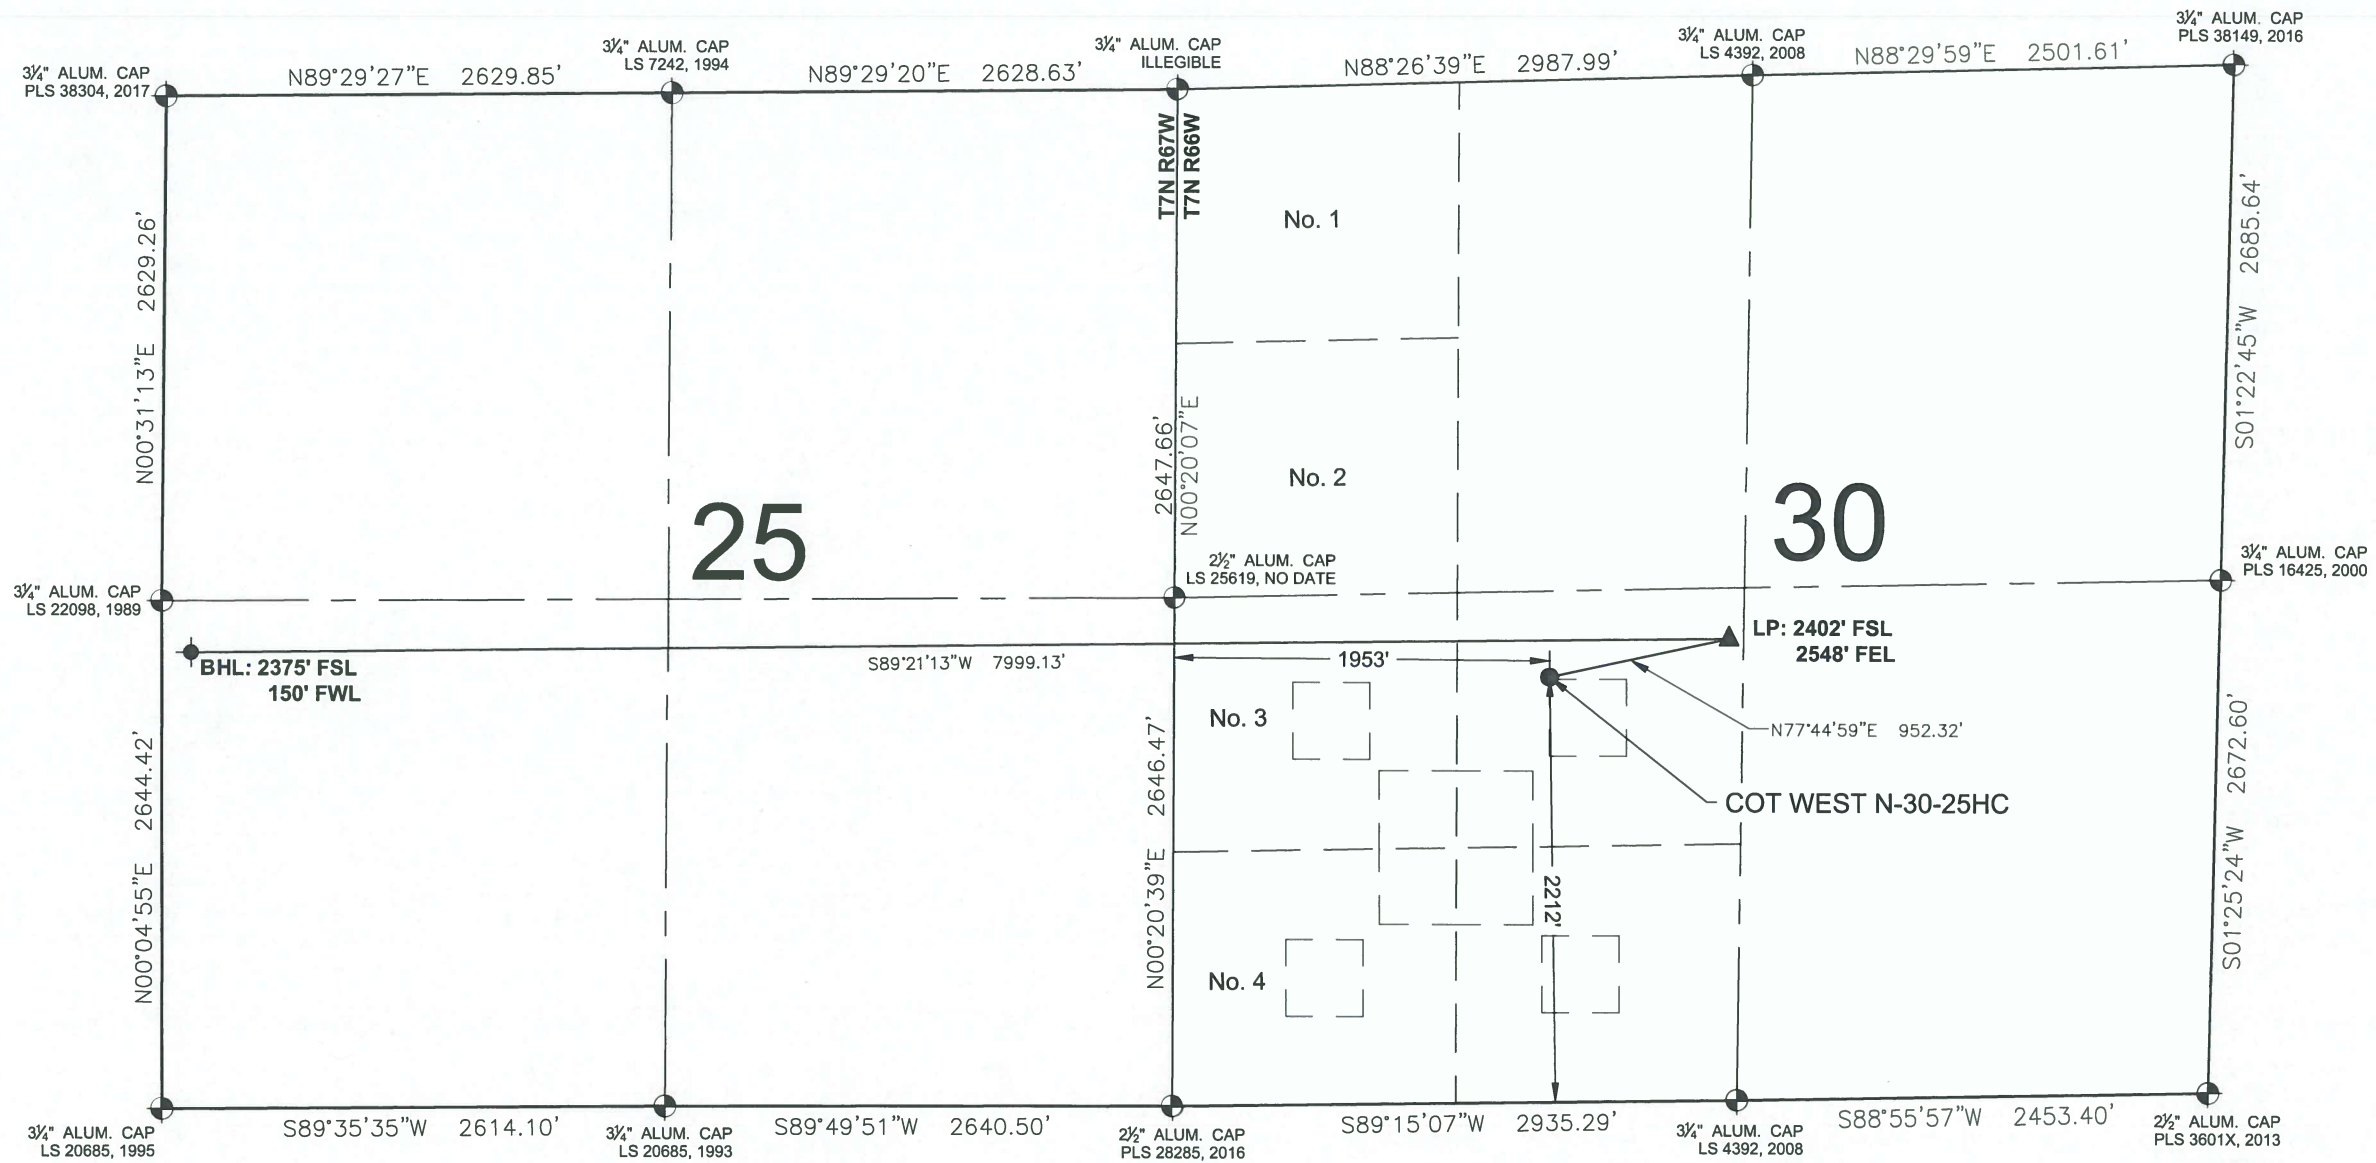 3¼" ALUM. CAP
PLS 38304, 2017
N89°29'27"E 2629.85'
3¼" ALUM. CAP
LS 7242, 1994
N89°29'20"E 2628.63'
3¼" ALUM. CAP
ILLEGIBLE
N88°26'39"E 2987.99'
3¼" ALUM. CAP
LS 4392, 2008
N88°29'59"E 2501.61'
3¼" ALUM. CAP
PLS 38149, 2016
T7N R67W
T7N R66W
N00°31'13"E 2629.26'
No. 1
S01°22'45"W 2685.64'
2647.66'
N00°20'07"E
No. 2
25
30
3¼" ALUM. CAP
LS 22098, 1989
2½" ALUM. CAP
LS 25619, NO DATE
3¼" ALUM. CAP
PLS 16425, 2000
LP: 2402' FSL
2548' FEL
BHL: 2375' FSL
150' FWL
S89°21'13"W 7999.13'
1953'
No. 3
N77°44'59"E 952.32'
COT WEST N-30-25HC
N00°04'55"E 2644.42'
N00°20'39"E 2646.47'
2212'
S01°25'24"W 2672.60'
No. 4
3¼" ALUM. CAP
LS 20685, 1995
S89°35'35"W 2614.10'
3¼" ALUM. CAP
LS 20685, 1993
S89°49'51"W 2640.50'
2½" ALUM. CAP
PLS 28285, 2016
S89°15'07"W 2935.29'
3¼" ALUM. CAP
LS 4392, 2008
S88°55'57"W 2453.40'
2½" ALUM. CAP
PLS 3601X, 2013